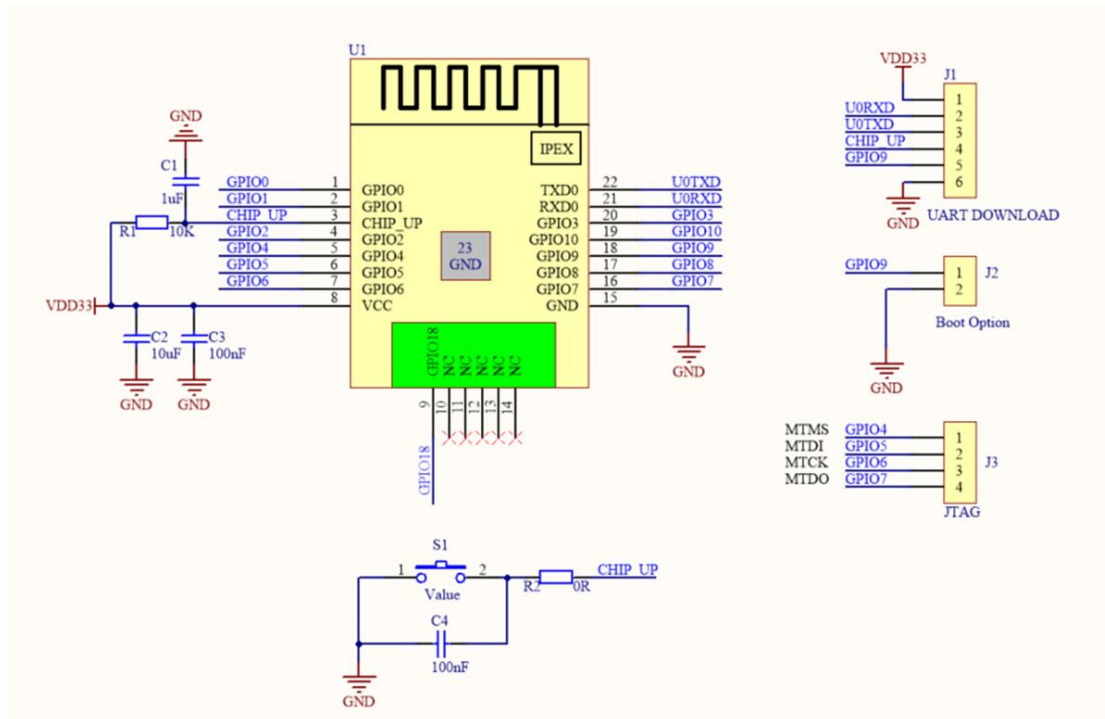 U1
IPEX
GND
C1
1uF
R1
10K
GPIO0 1 GPIO0
GPIO1 2 GPIO1
CHIP_UP 3 CHIP_UP
GPIO2 4 GPIO2
GPIO4 5 GPIO4
GPIO5 6 GPIO5
GPIO6 7 GPIO6
VDD33 8 VCC
23
GND
TXD0 22 U0TXD
RXD0 21 U0RXD
GPIO3 20 GPIO3
GPIO10 19 GPIO10
GPIO9 18 GPIO9
GPIO8 17 GPIO8
GPIO7 16 GPIO7
GND 15
GND
C2
10uF
GND
C3
100nF
GND
GPIO18 NC NC NC NC NC
9 10 11 12 13 14
GPIO18
VDD33
J1
1
U0RXD 2
U0TXD 3
CHIP_UP 4
GPIO9 5
6
GND
UART DOWNLOAD
GPIO9 1 J2
2
Boot Option
GND
MTMS GPIO4 1
MTDI GPIO5 2
MTCK GPIO6 3
MTDO GPIO7 4
J3
JTAG
S1
1 2
Value
R2 0R CHIP_UP
C4
100nF
GND